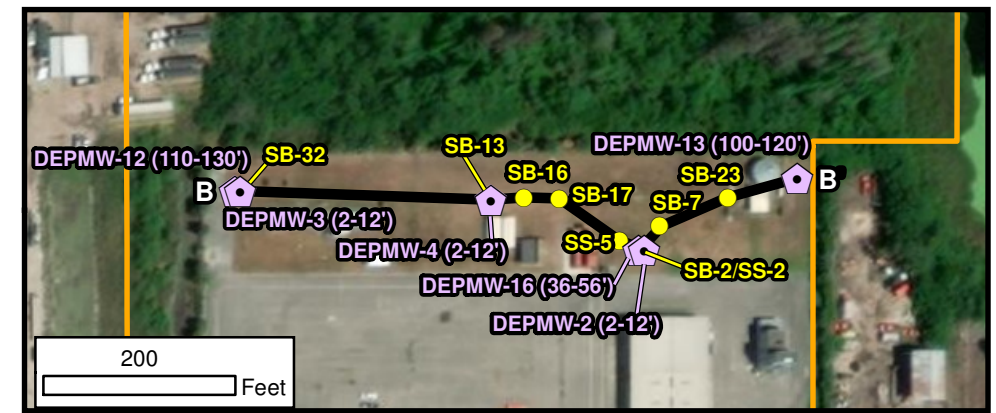 DEPMW-13 (100-120')
SB-13
DEPMW-12 (110-130')
SB-32
SB-16
SB-23
B
B'
SB-17
SB-7
DEPMW-3 (2-12')
DEPMW-4 (2-12')
SS-5
SB-2/SS-2
DEPMW-16 (36-56')
DEPMW-2 (2-12')
200
Feet